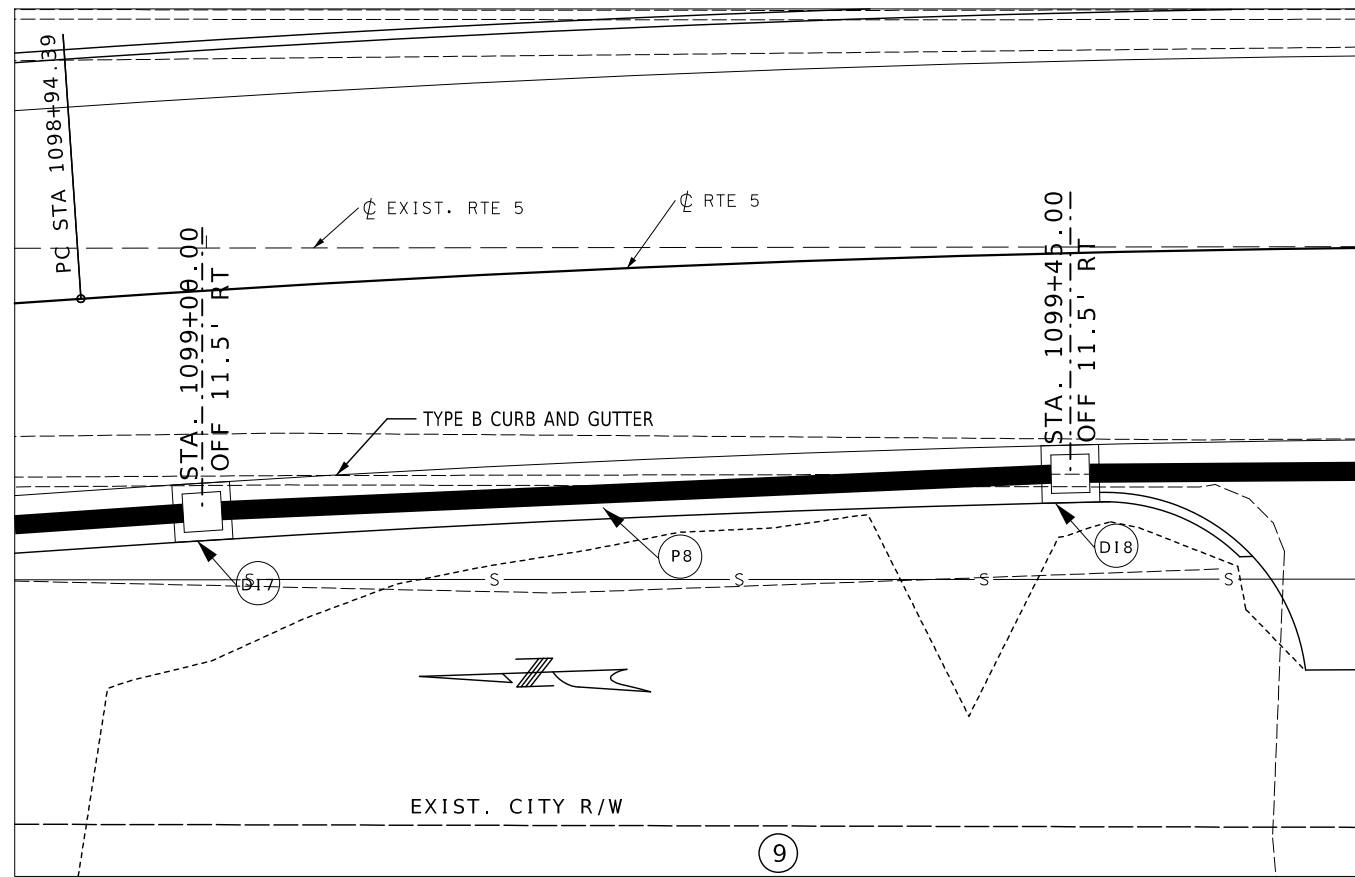 PC STA 1098+94.39
℄ EXIST. RTE 5
℄ RTE 5
STA. 1099+00.00
OFF 11.5' RT
STA. 1099+45.00
OFF 11.5' RT
TYPE B CURB AND GUTTER
DI7
P8
DI8
S S S S S
EXIST. CITY R/W
9